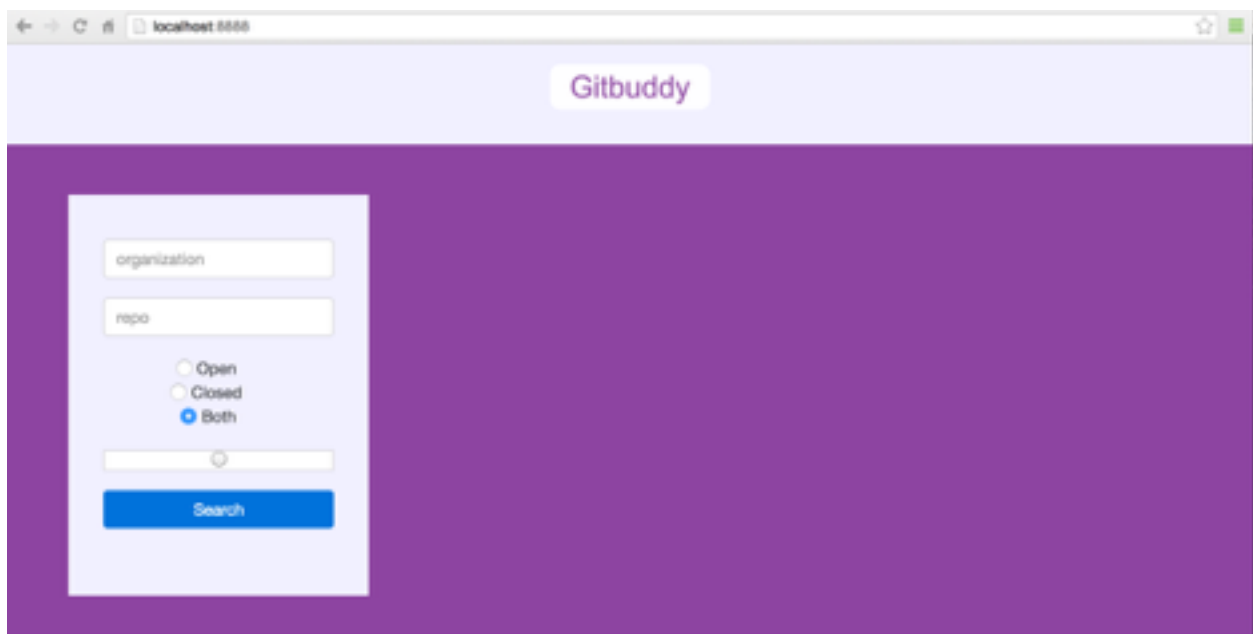 localhost:8888
Gitbuddy
organization
repo
Open
Closed
Both
Search